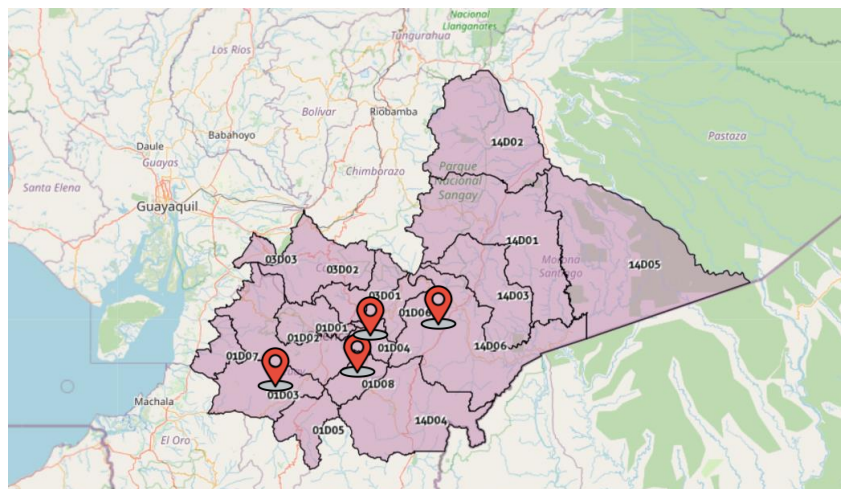 Nacional
Llanganates
Tungurahua
Los Ríos
Riobamba
Bolívar
Babahoyo
Daule
Guayas
14D02
Pastaza
Parque
Nacional
Sangay
Chimborazo
Santa Elena
Guayaquil
14D01
03D03
03D02
Morona
Santiago
14D05
03D01
14D03
01D06
01D01
01D02
01D04
14D06
01D07
01D08
01D03
Machala
14D04
01D05
El Oro